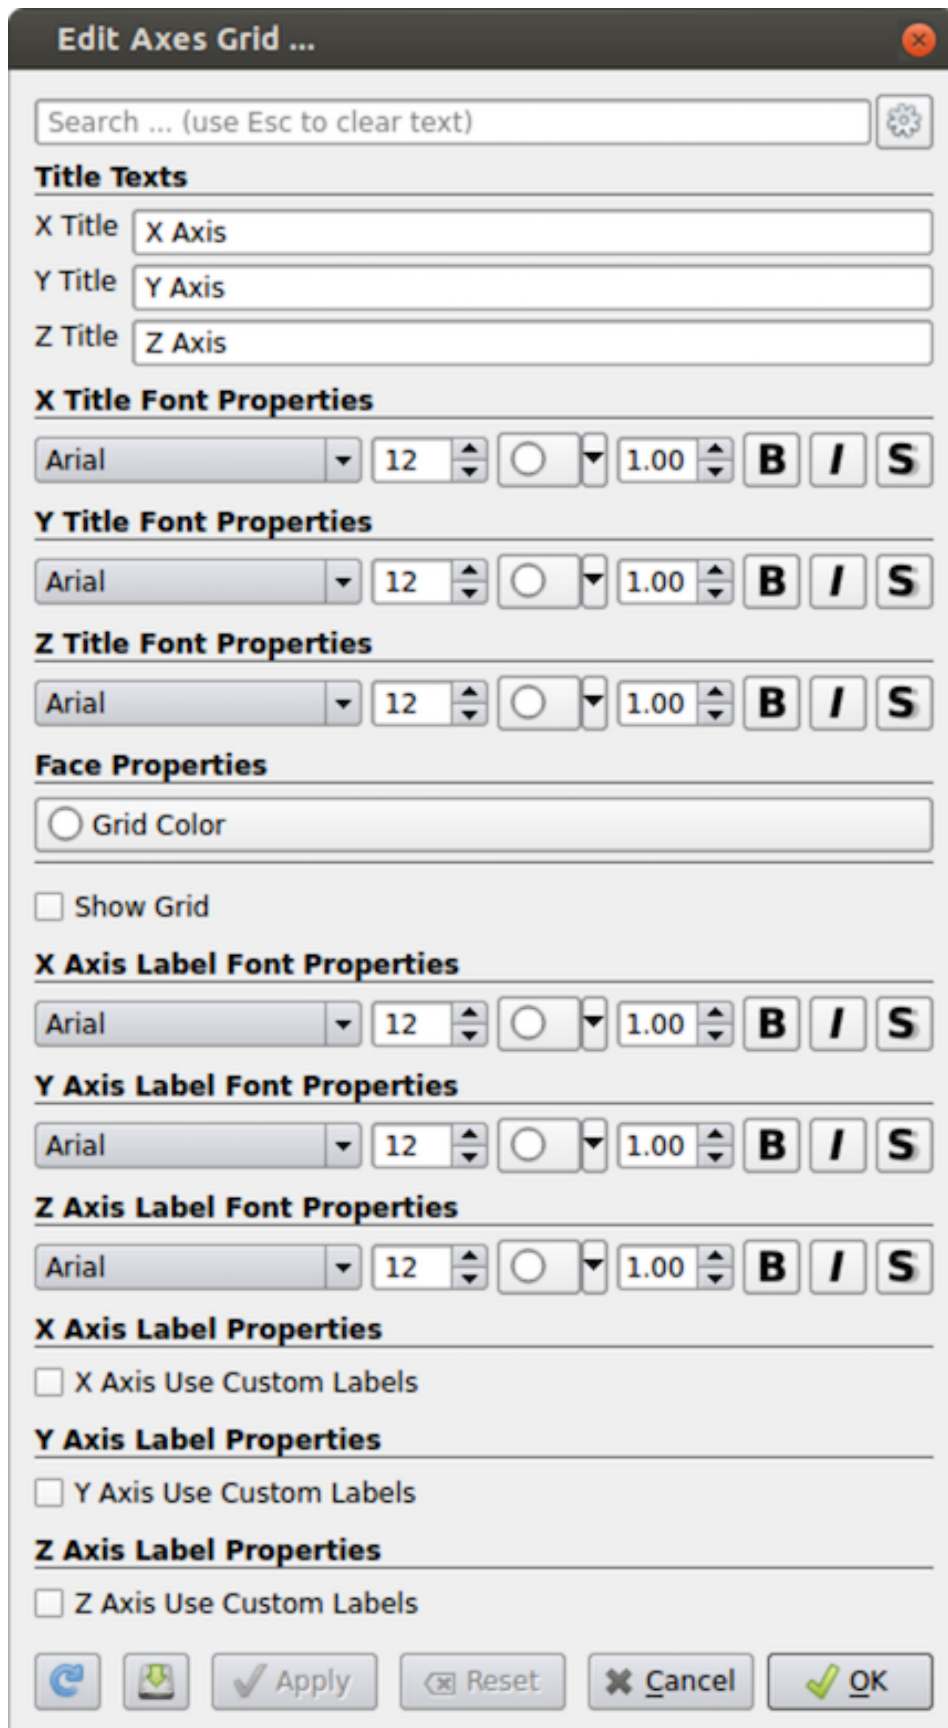 Edit Axes Grid ...
Search ... (use Esc to clear text)
Title Texts
X Title X Axis
Y Title Y Axis
Z Title Z Axis
X Title Font Properties
Arial 12 1.00 B I S
Y Title Font Properties
Arial 12 1.00 B I S
Z Title Font Properties
Arial 12 1.00 B I S
Face Properties
Grid Color
Show Grid
X Axis Label Font Properties
Arial 12 1.00 B I S
Y Axis Label Font Properties
Arial 12 1.00 B I S
Z Axis Label Font Properties
Arial 12 1.00 B I S
X Axis Label Properties
X Axis Use Custom Labels
Y Axis Label Properties
Y Axis Use Custom Labels
Z Axis Label Properties
Z Axis Use Custom Labels
Apply Reset Cancel OK